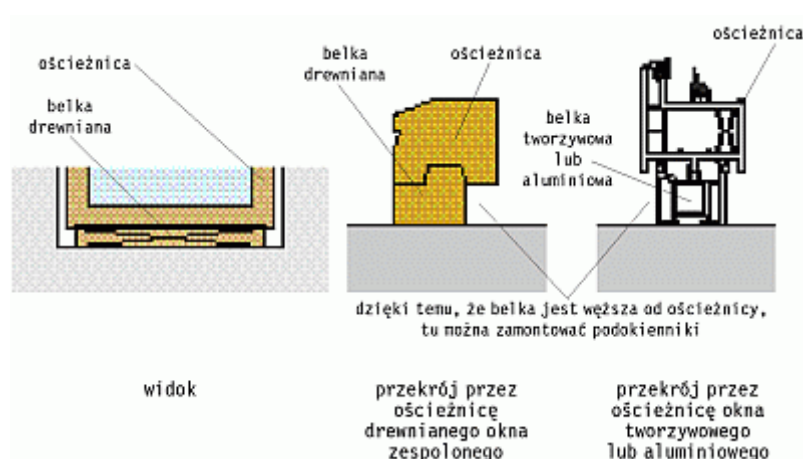 ościeżnica
belka
drewniana
belka
drewniana
ościeżnica
ościeżnica
belka
tworzywowa
lub
aluminiowa
dzięki temu, że belka jest węższa od ościeżnicy,
tu można zamontować podokienniki
widok
przekrój przez
ościeżnicę
drewnianego okna
zespolonego
przekrój przez
ościeżnicę okna
tworzywowego
lub aluminiowego